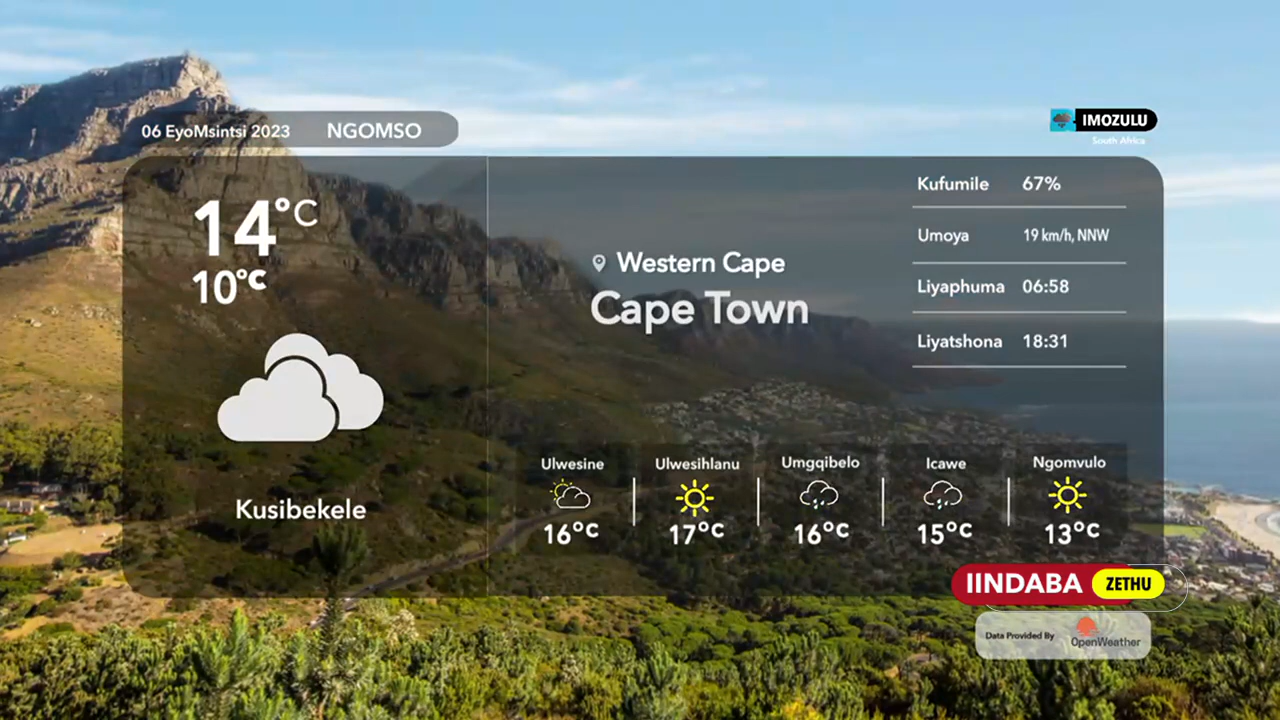 06 EyoMsintsi 2023 NGOMSO
IMOZULU
South Africa
14°C
10°C
Kusibekele
Western Cape
Cape Town
Kufumile 67%
Umoya 19 km/h, NNW
Liyaphuma 06:58
Liyatshona 18:31
Ulwesine Ulwesihlanu Umgqibelo Icawe Ngomvulo
16°C 17°C 16°C 15°C 13°C
IINDABA ZETHU
Data Provided By OpenWeather